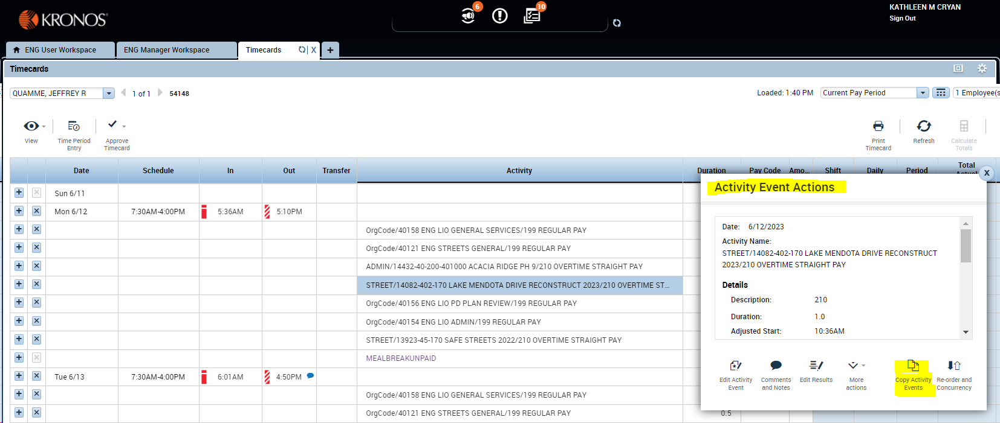 KRONOS
6
10
KATHLEEN M CRYAN
Sign Out
ENG User Workspace
ENG Manager Workspace
Timecards
X
+
Timecards
QUAMME, JEFFREY R
1 of 1
54148
Loaded: 1:40 PM
Current Pay Period
1 Employee(s
View
Time Period
Entry
Approve
Timecard
Print
Timecard
Refresh
Calculate
Totals
Date Schedule In Out Transfer Activity Duration Pay Code Amo... Shift Daily Period Total
Sun 6/11
Mon 6/12 7:30AM-4:00PM 5:36AM 5:10PM
OrgCode/40158 ENG LIO GENERAL SERVICES/199 REGULAR PAY
OrgCode/40121 ENG STREETS GENERAL/199 REGULAR PAY
ADMIN/14432-40-200-401000 ACACIA RIDGE PH 9/210 OVERTIME STRAIGHT PAY
STREET/14082-402-170 LAKE MENDOTA DRIVE RECONSTRUCT 2023/210 OVERTIME ST...
OrgCode/40156 ENG LIO PD PLAN REVIEW/199 REGULAR PAY
OrgCode/40154 ENG LIO ADMIN/199 REGULAR PAY
STREET/13923-45-170 SAFE STREETS 2022/210 OVERTIME STRAIGHT PAY
MEALBREAKUNPAID
Tue 6/13 7:30AM-4:00PM 6:01AM 4:50PM
OrgCode/40158 ENG LIO GENERAL SERVICES/199 REGULAR PAY
OrgCode/40121 ENG STREETS GENERAL/199 REGULAR PAY 0.5
X
Activity Event Actions
Date: 6/12/2023
Activity Name:
STREET/14082-402-170 LAKE MENDOTA DRIVE RECONSTRUCT
2023/210 OVERTIME STRAIGHT PAY
Details
Description: 210
Duration: 1.0
Adjusted Start: 10:36AM
Edit Activity
Event
Comments
and Notes
Edit Results
More
actions
Copy Activity
Events
Re-order and
Concurrency